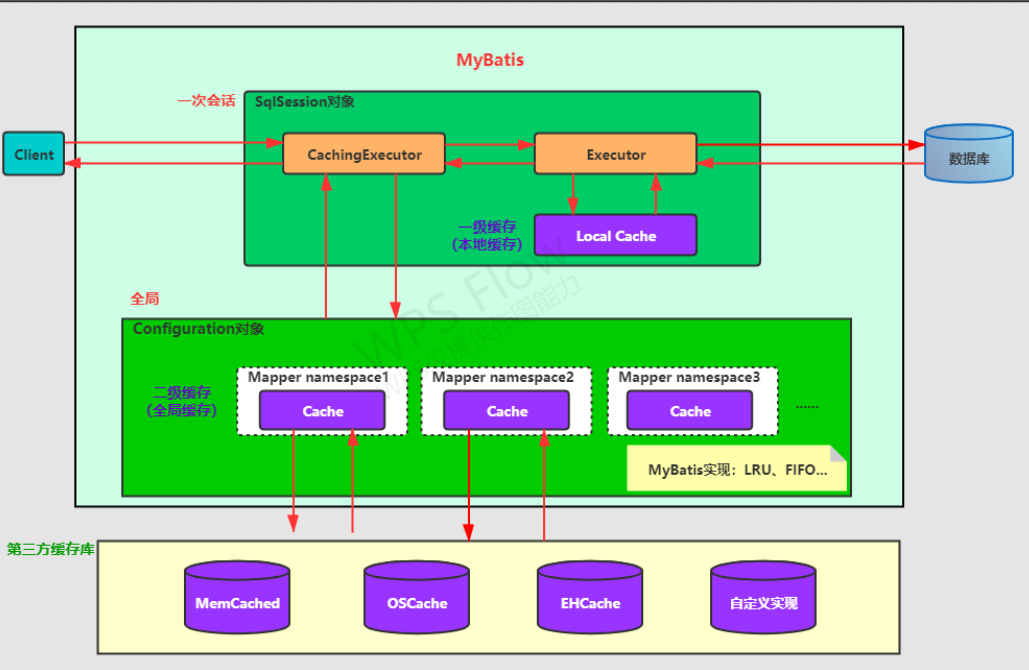 MyBatis
一次会话
SqlSession对象
Client
CachingExecutor
Executor
数据库
一级缓存
(本地缓存)
Local Cache
全局
Configuration对象
二级缓存
(全局缓存)
Mapper namespace1
Cache
Mapper namespace2
Cache
Mapper namespace3
Cache
......
MyBatis实现：LRU、FIFO...
第三方缓存库
MemCached
OSCache
EHCache
自定义实现
WPS Flow
仅提供作图能力